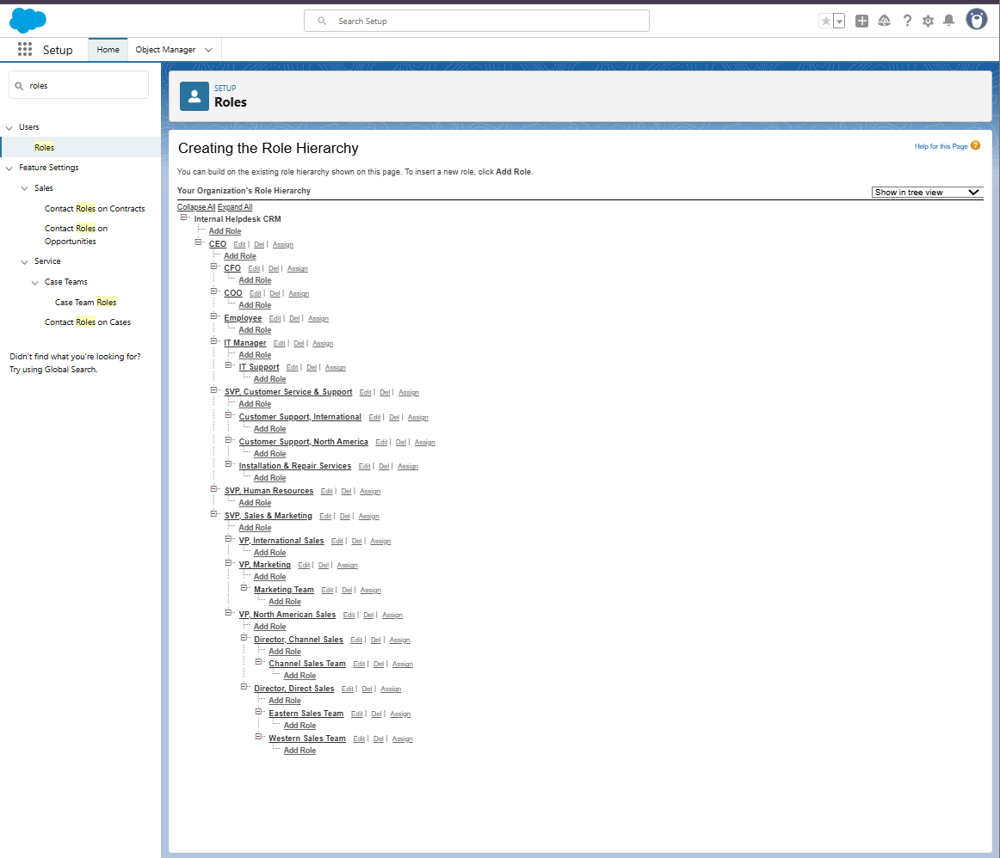 Search Setup
Setup Home Object Manager
roles
Users
Roles
Feature Settings
Sales
Contact Roles on Contracts
Contact Roles on
Opportunities
Service
Case Teams
Case Team Roles
Contact Roles on Cases
Didn't find what you're looking for?
Try using Global Search.
SETUP
Roles
Creating the Role Hierarchy
Help for this Page ?
You can build on the existing role hierarchy shown on this page. To insert a new role, click Add Role.
Your Organization's Role Hierarchy
Show in tree view
Collapse All Expand All
Internal Helpdesk CRM
Add Role
CEO Edit | Del | Assign
Add Role
CFO Edit | Del | Assign
Add Role
COO Edit | Del | Assign
Add Role
Employee Edit | Del | Assign
Add Role
IT Manager Edit | Del | Assign
Add Role
IT Support Edit | Del | Assign
Add Role
SVP, Customer Service & Support Edit | Del | Assign
Add Role
Customer Support, International Edit | Del | Assign
Add Role
Customer Support, North America Edit | Del | Assign
Add Role
Installation & Repair Services Edit | Del | Assign
Add Role
SVP, Human Resources Edit | Del | Assign
Add Role
SVP, Sales & Marketing Edit | Del | Assign
Add Role
VP, International Sales Edit | Del | Assign
Add Role
VP, Marketing Edit | Del | Assign
Add Role
Marketing Team Edit | Del | Assign
Add Role
VP, North American Sales Edit | Del | Assign
Add Role
Director, Channel Sales Edit | Del | Assign
Add Role
Channel Sales Team Edit | Del | Assign
Add Role
Director, Direct Sales Edit | Del | Assign
Add Role
Eastern Sales Team Edit | Del | Assign
Add Role
Western Sales Team Edit | Del | Assign
Add Role